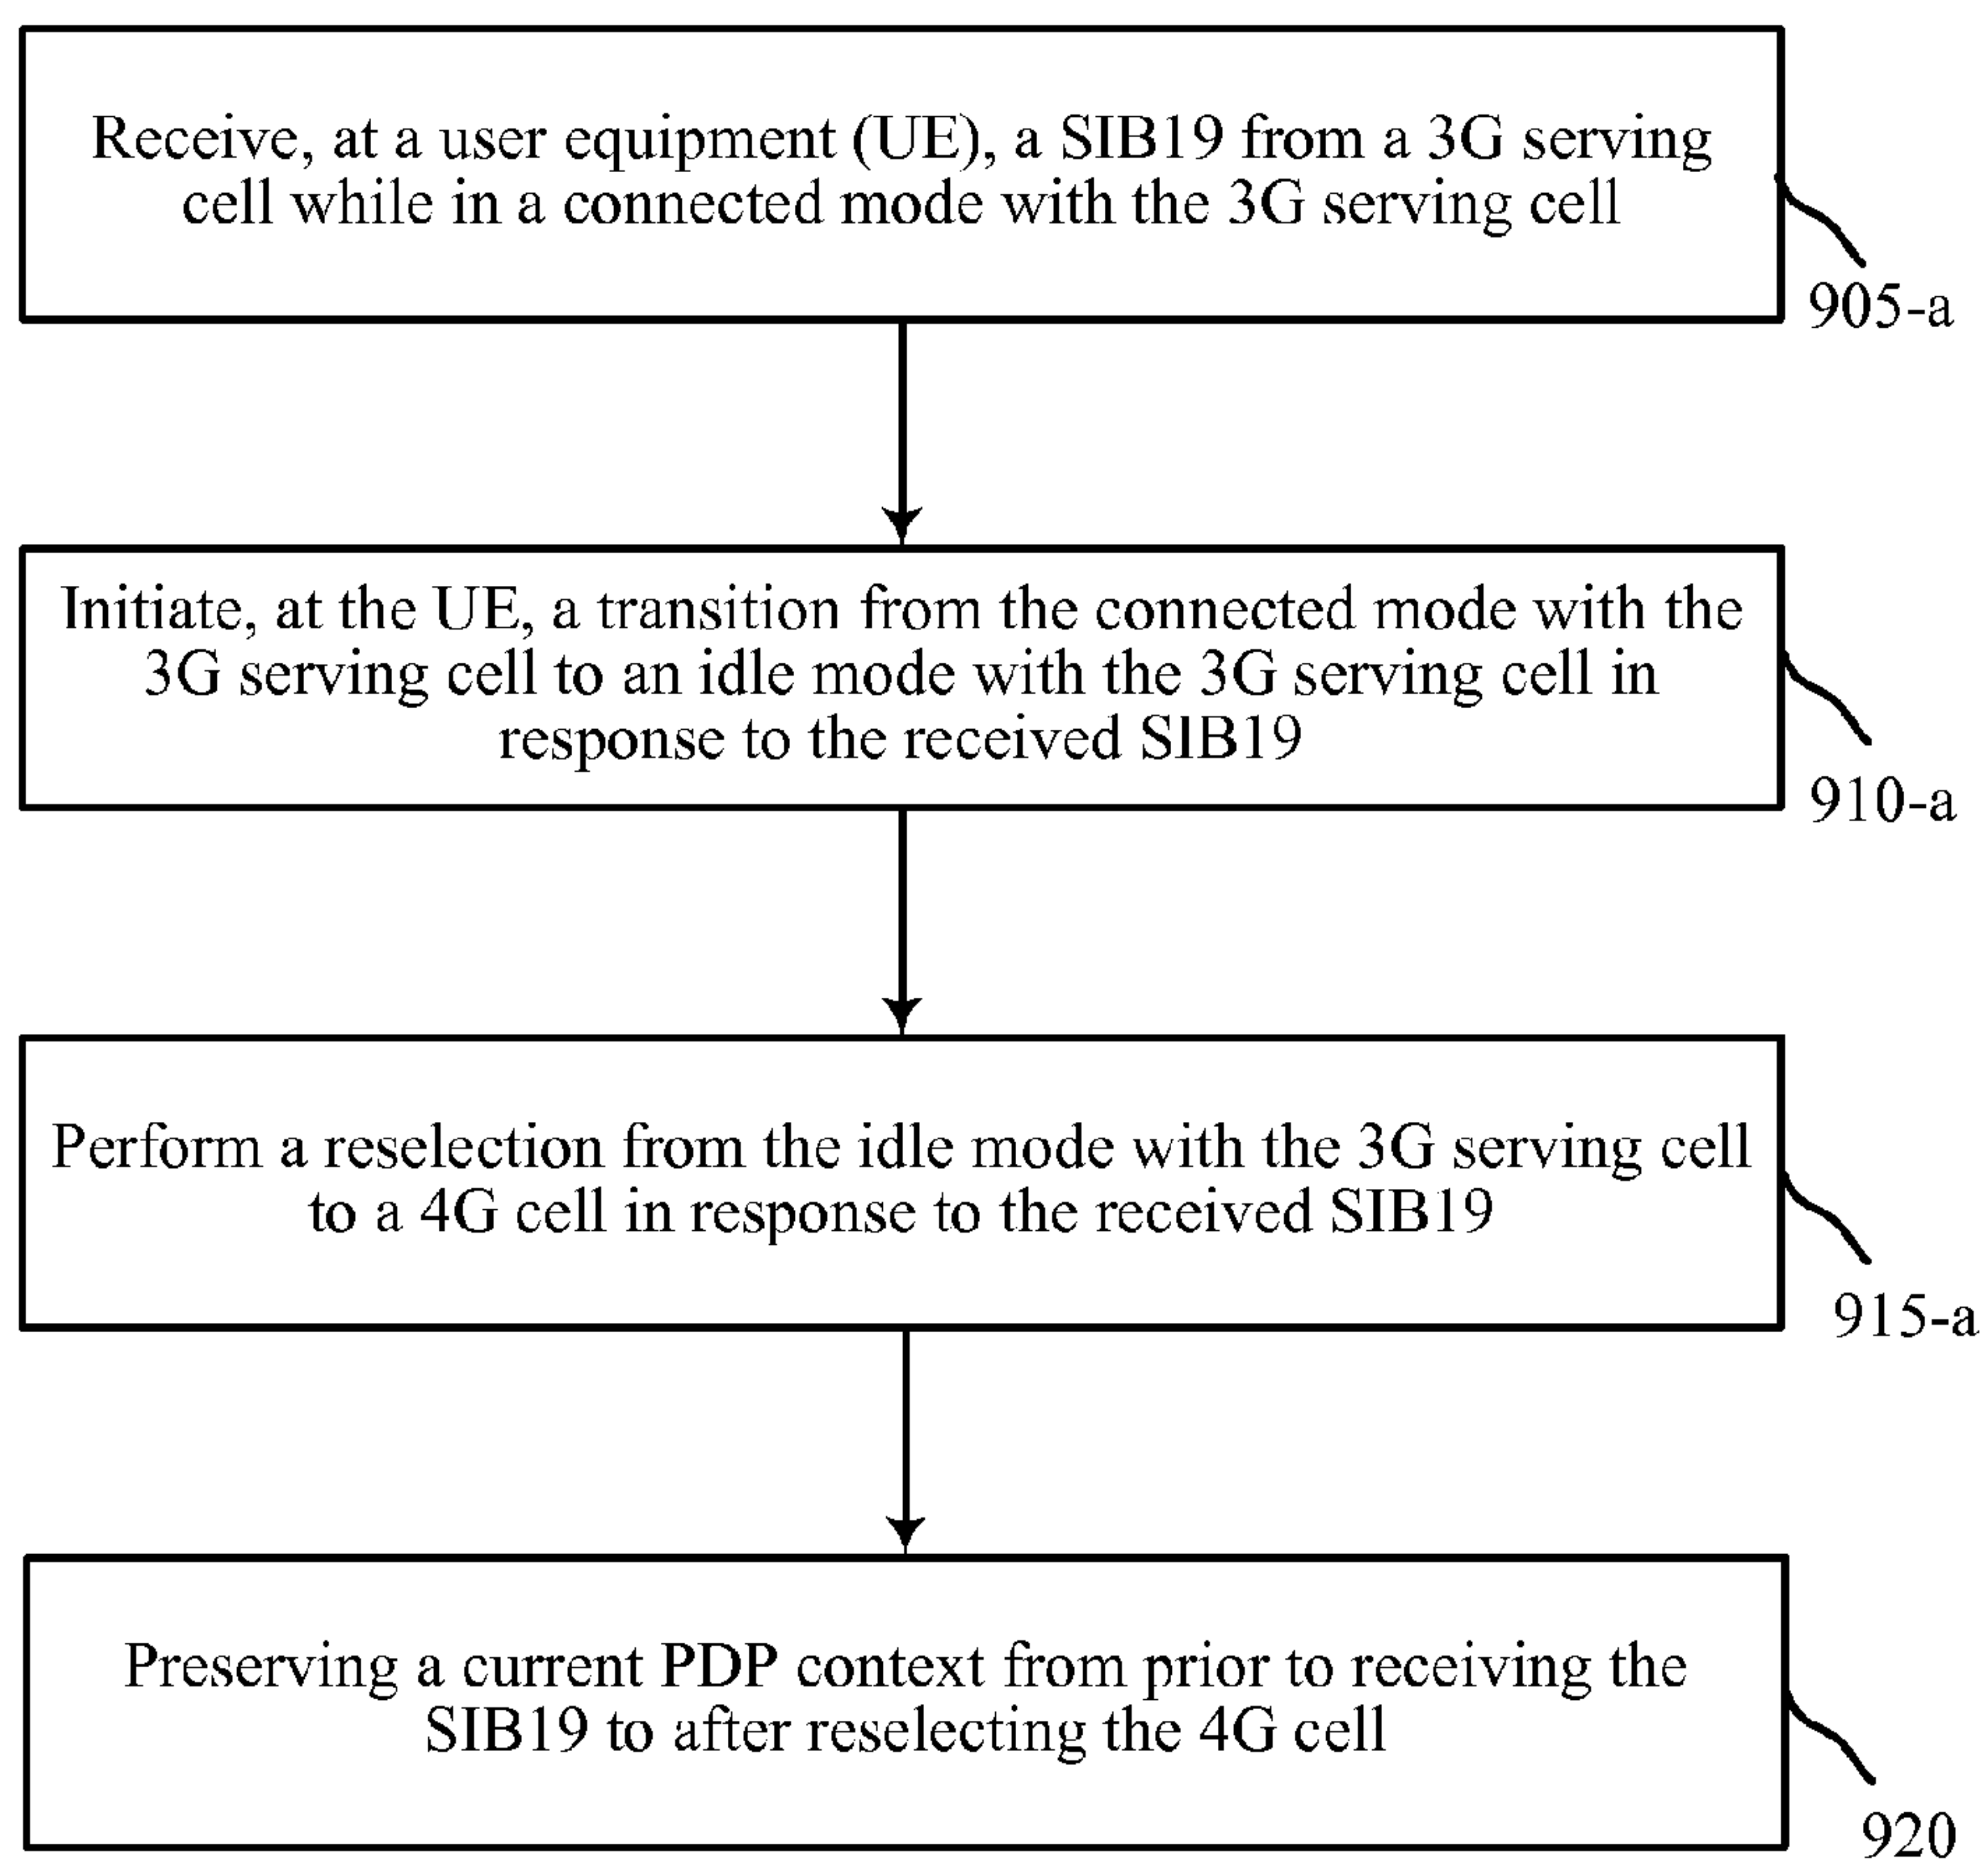 Receive, at a user equipment (UE), a SIB19 from a 3G serving
cell while in a connected mode with the 3G serving cell
905-a
Initiate, at the UE, a transition from the connected mode with the
3G serving cell to an idle mode with the 3G serving cell in
response to the received SIB19
910-a
Perform a reselection from the idle mode with the 3G serving cell
to a 4G cell in response to the received SIB19
915-a
Preserving a current PDP context from prior to receiving the
SIB19 to after reselecting the 4G cell
920